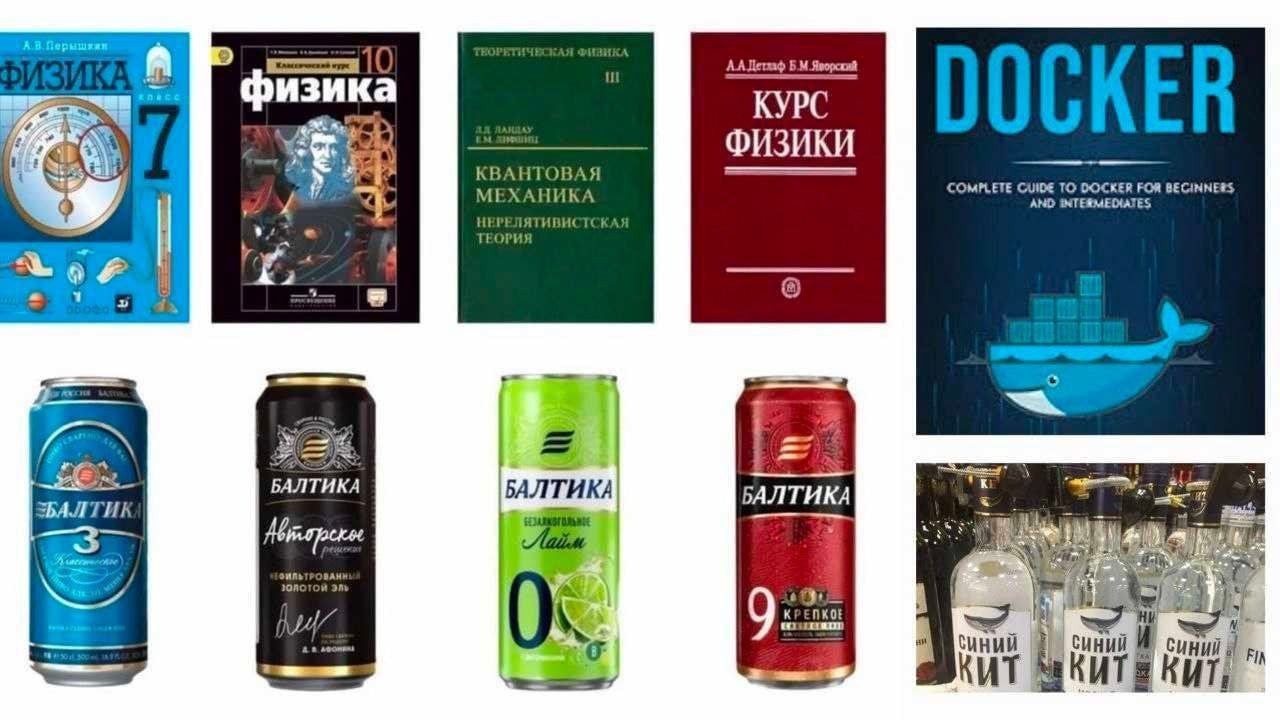 А.В.Перышкин
ФИЗИКА
класс
7
Классический курс
10
физика
ПРОСВЕЩЕНИЕ
ТЕОРЕТИЧЕСКАЯ ФИЗИКА
III
Л.Д. ЛАНДАУ
Е.М. ЛИФШИЦ
КВАНТОВАЯ
МЕХАНИКА
НЕРЕЛЯТИВИСТСКАЯ
ТЕОРИЯ
А.А.Детлаф Б.М.Яворский
КУРС
ФИЗИКИ
DOCKER
COMPLETE GUIDE TO DOCKER FOR BEGINNERS
AND INTERMEDIATES
БАЛТИКА
3
Классическое
БАЛТИКА
Авторское
решение
НЕФИЛЬТРОВАННЫЙ
ЗОЛОТОЙ ЭЛЬ
Д. В. АФОНИНА
БАЛТИКА
БЕЗАЛКОГОЛЬНОЕ
Лайм
0
БАЛТИКА
9
КРЕПКОЕ
СИНИЙ
КИТ
СИНИЙ
КИТ
СИНИЙ
КИТ
FIN